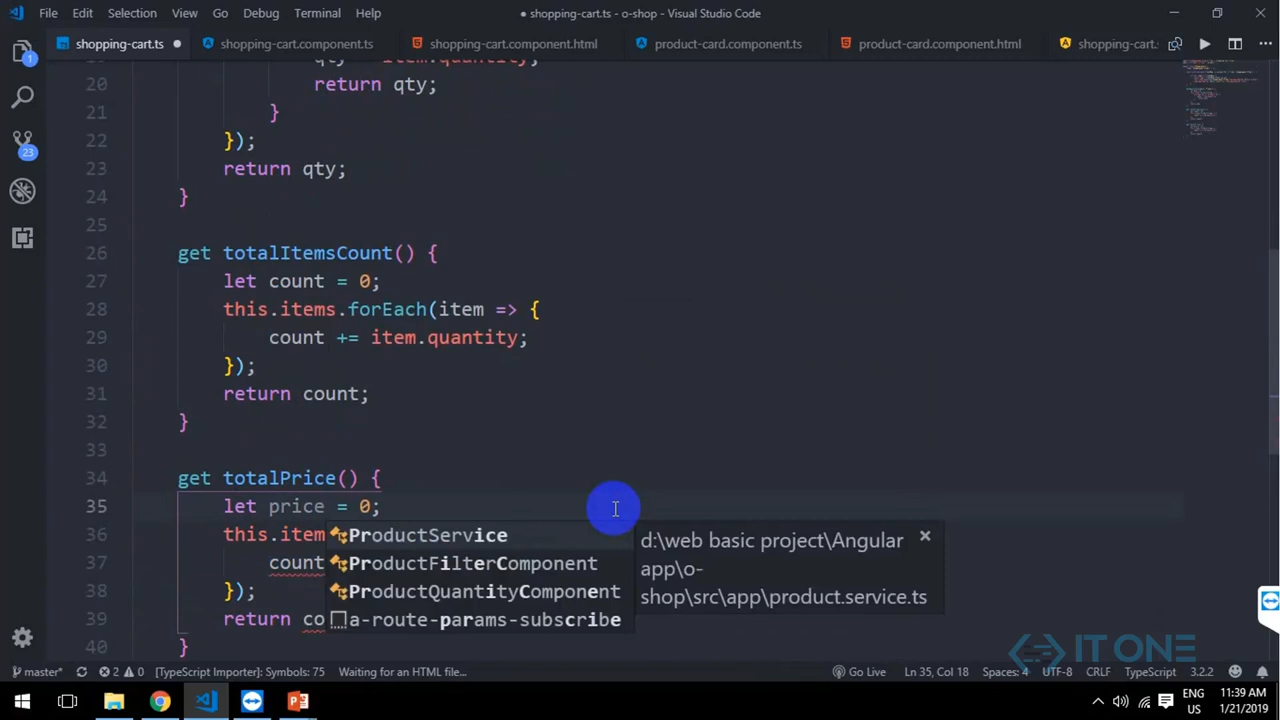 File Edit Selection View Go Debug Terminal Help ● shopping-cart.ts - o-shop - Visual Studio Code
shopping-cart.ts ● shopping-cart.component.ts shopping-cart.component.html product-card.component.ts product-card.component.html shopping-cart.
1
23
qty item.quantity;
20 return qty;
21 }
22 });
23 return qty;
24 }
25
26 get totalItemsCount() {
27 let count = 0;
28 this.items.forEach(item => {
29 count += item.quantity;
30 });
31 return count;
32 }
33
34 get totalPrice() {
35 let price = 0;
36 this.item ProductService
37 count ProductFilterComponent
38 }); ProductQuantityComponent
39 return co a-route-params-subscribe
40 }
d:\web basic project\Angular
app\o-
shop\src\app\product.service.ts
IT ONE
master* 2 0 [TypeScript Importer]: Symbols: 75 Waiting for an HTML file... Go Live Ln 35, Col 18 Spaces: 4 UTF-8 CRLF TypeScript 3.2.2
ENG
US
11:39 AM
1/21/2019